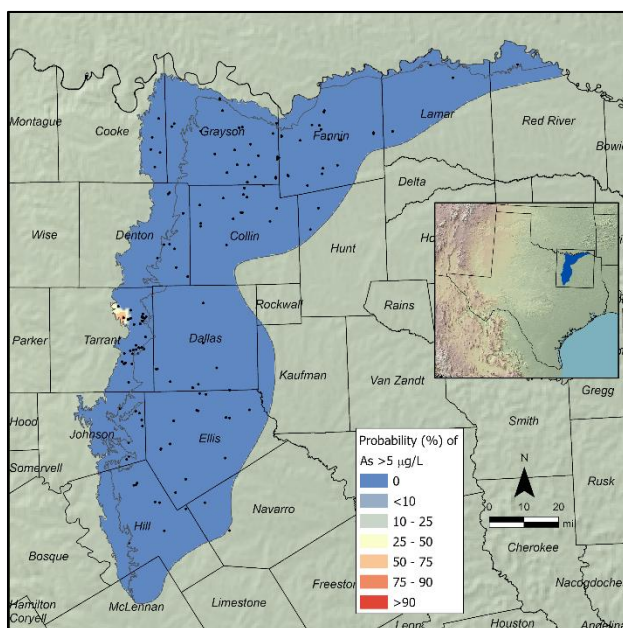 Montague
Cooke
Grayson
Fannin
Lamar
Red River
Bowie
Delta
Wise
Denton
Collin
Hunt
Ho
Rockwall
Rains
Parker
Tarrant
Dallas
Kaufman
Van Zandt
Gregg
Hood
Johnson
Ellis
Smith
Somervell
Rusk
Navarro
Hill
Bosque
Cherokee
Freeston
Nacogdoche
Hamilton
Coryell
McLennan
Limestone
Leon
Houston
Angelina
Probability (%) of
As >5 µg/L
0
<10
10 - 25
25 - 50
50 - 75
75 - 90
>90
N
0 10 20
mi